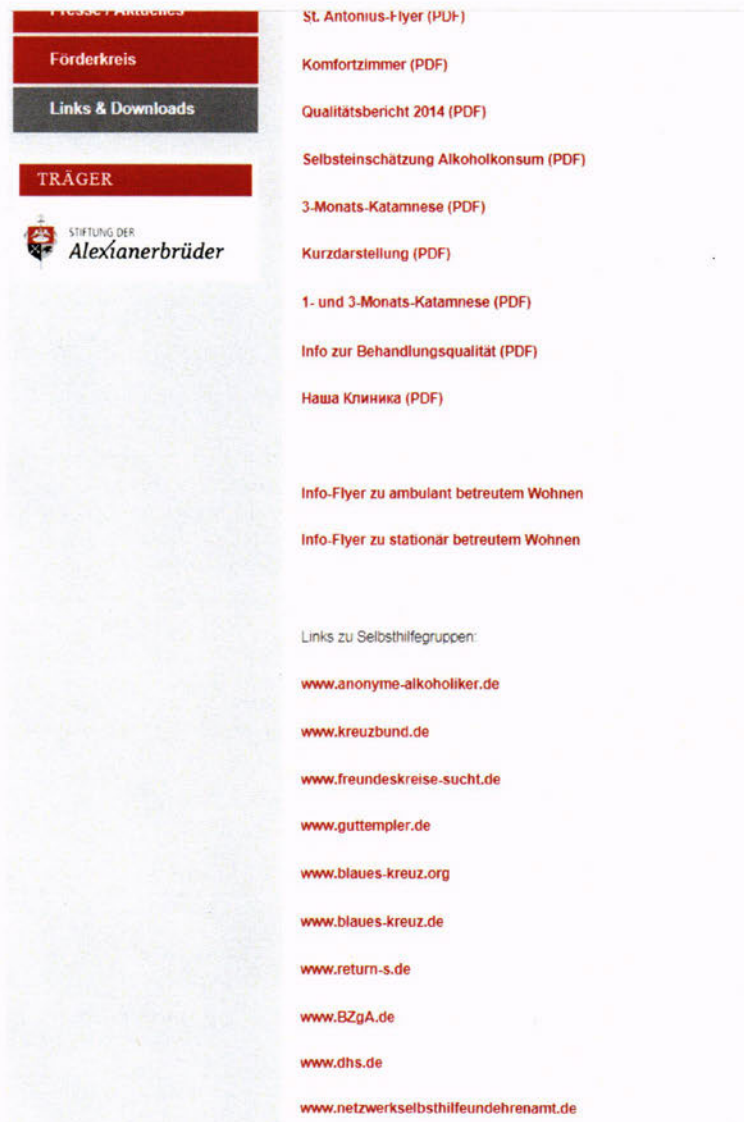 Presse / Aktuelles
Förderkreis
Links & Downloads
TRÄGER
STIFTUNG DER
Alexianerbrüder
St. Antonius-Flyer (PDF)
Komfortzimmer (PDF)
Qualitätsbericht 2014 (PDF)
Selbsteinschätzung Alkoholkonsum (PDF)
3-Monats-Katamnese (PDF)
Kurzdarstellung (PDF)
1- und 3-Monats-Katamnese (PDF)
Info zur Behandlungsqualität (PDF)
Наша Клиника (PDF)
Info-Flyer zu ambulant betreutem Wohnen
Info-Flyer zu stationär betreutem Wohnen
Links zu Selbsthilfegruppen:
www.anonyme-alkoholiker.de
www.kreuzbund.de
www.freundeskreise-sucht.de
www.guttempler.de
www.blaues-kreuz.org
www.blaues-kreuz.de
www.return-s.de
www.BZgA.de
www.dhs.de
www.netzwerkselbsthilfeundehrenamt.de